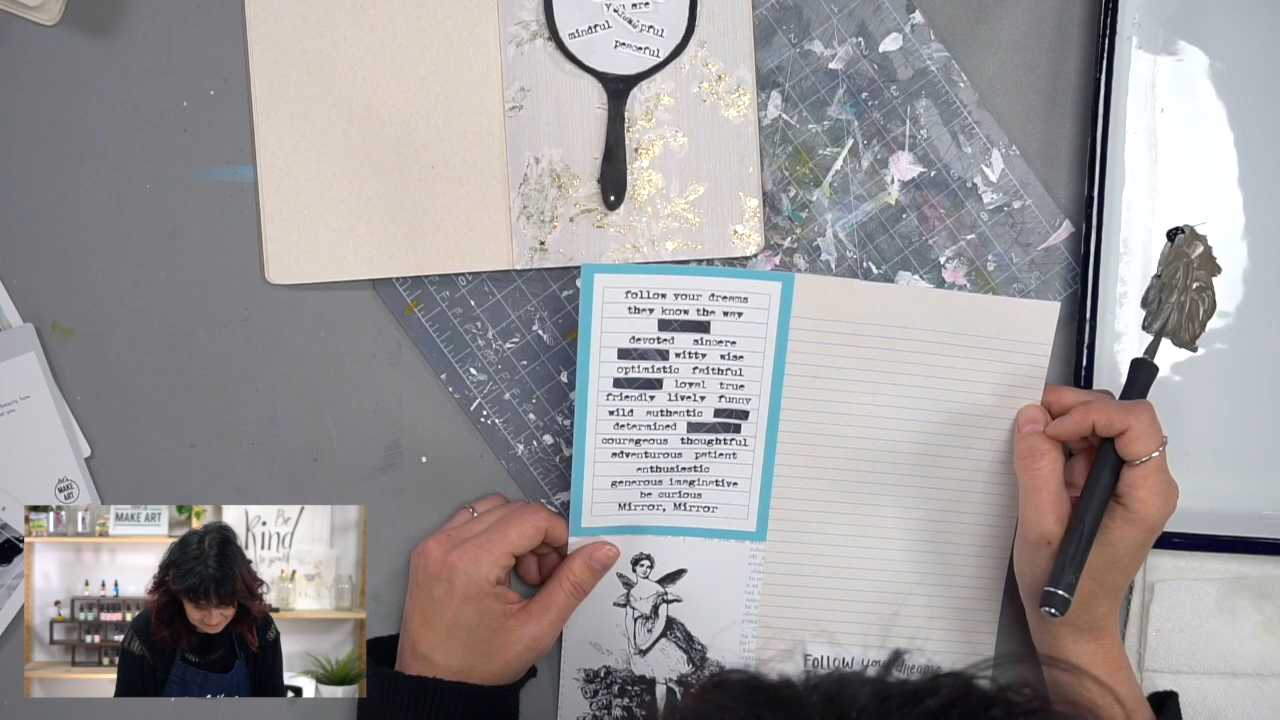 you are
mindful
peaceful
follow your dreams
they know the way
devoted sincere
witty wise
optimistic faithful
loyal true
friendly lively funny
wild authentic
determined
courageous thoughtful
adventurous patient
enthusiastic
generous imaginative
be curious
Mirror, Mirror
Follow your dreams
MAKE
ART
MAKE ART
Be
Kind